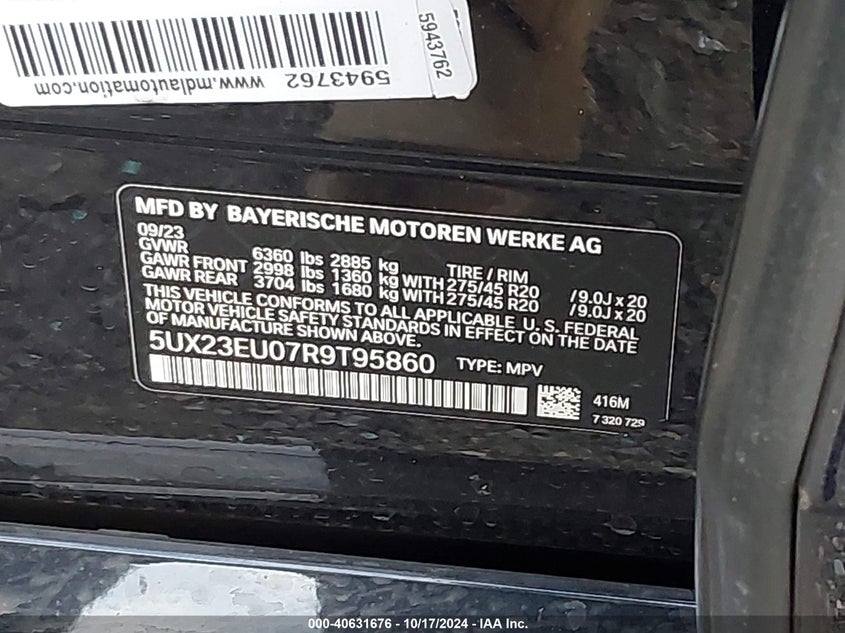 5943762
www.mdlautomation.com
5943762
MFD BY BAYERISCHE MOTOREN WERKE AG
09/23
GVWR 6360 lbs 2885 kg TIRE / RIM
GAWR FRONT 2998 lbs 1360 kg WITH 275/45 R20 / 9.0J x 20
GAWR REAR 3704 lbs 1680 kg WITH 275/45 R20 / 9.0J x 20
THIS VEHICLE CONFORMS TO ALL APPLICABLE U. S. FEDERAL
MOTOR VEHICLE SAFETY STANDARDS IN EFFECT ON THE DATE
OF MANUFACTURE SHOWN ABOVE.
5UX23EU07R9T95860 TYPE: MPV
416M
7 320 729
000-40631676 - 10/17/2024 - IAA Inc.